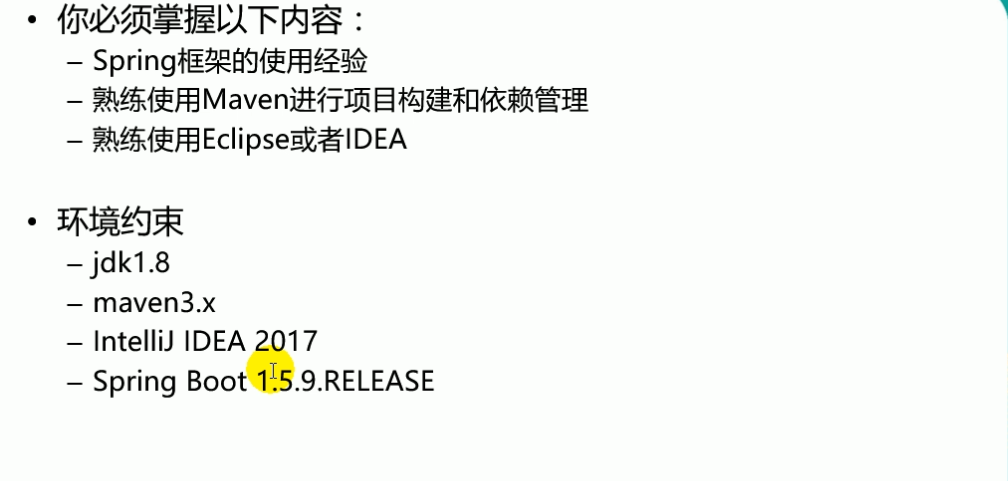 • 你必须掌握以下内容：
– Spring框架的使用经验
– 熟练使用Maven进行项目构建和依赖管理
– 熟练使用Eclipse或者IDEA
• 环境约束
– jdk1.8
– maven3.x
– IntelliJ IDEA 2017
– Spring Boot 1.5.9.RELEASE